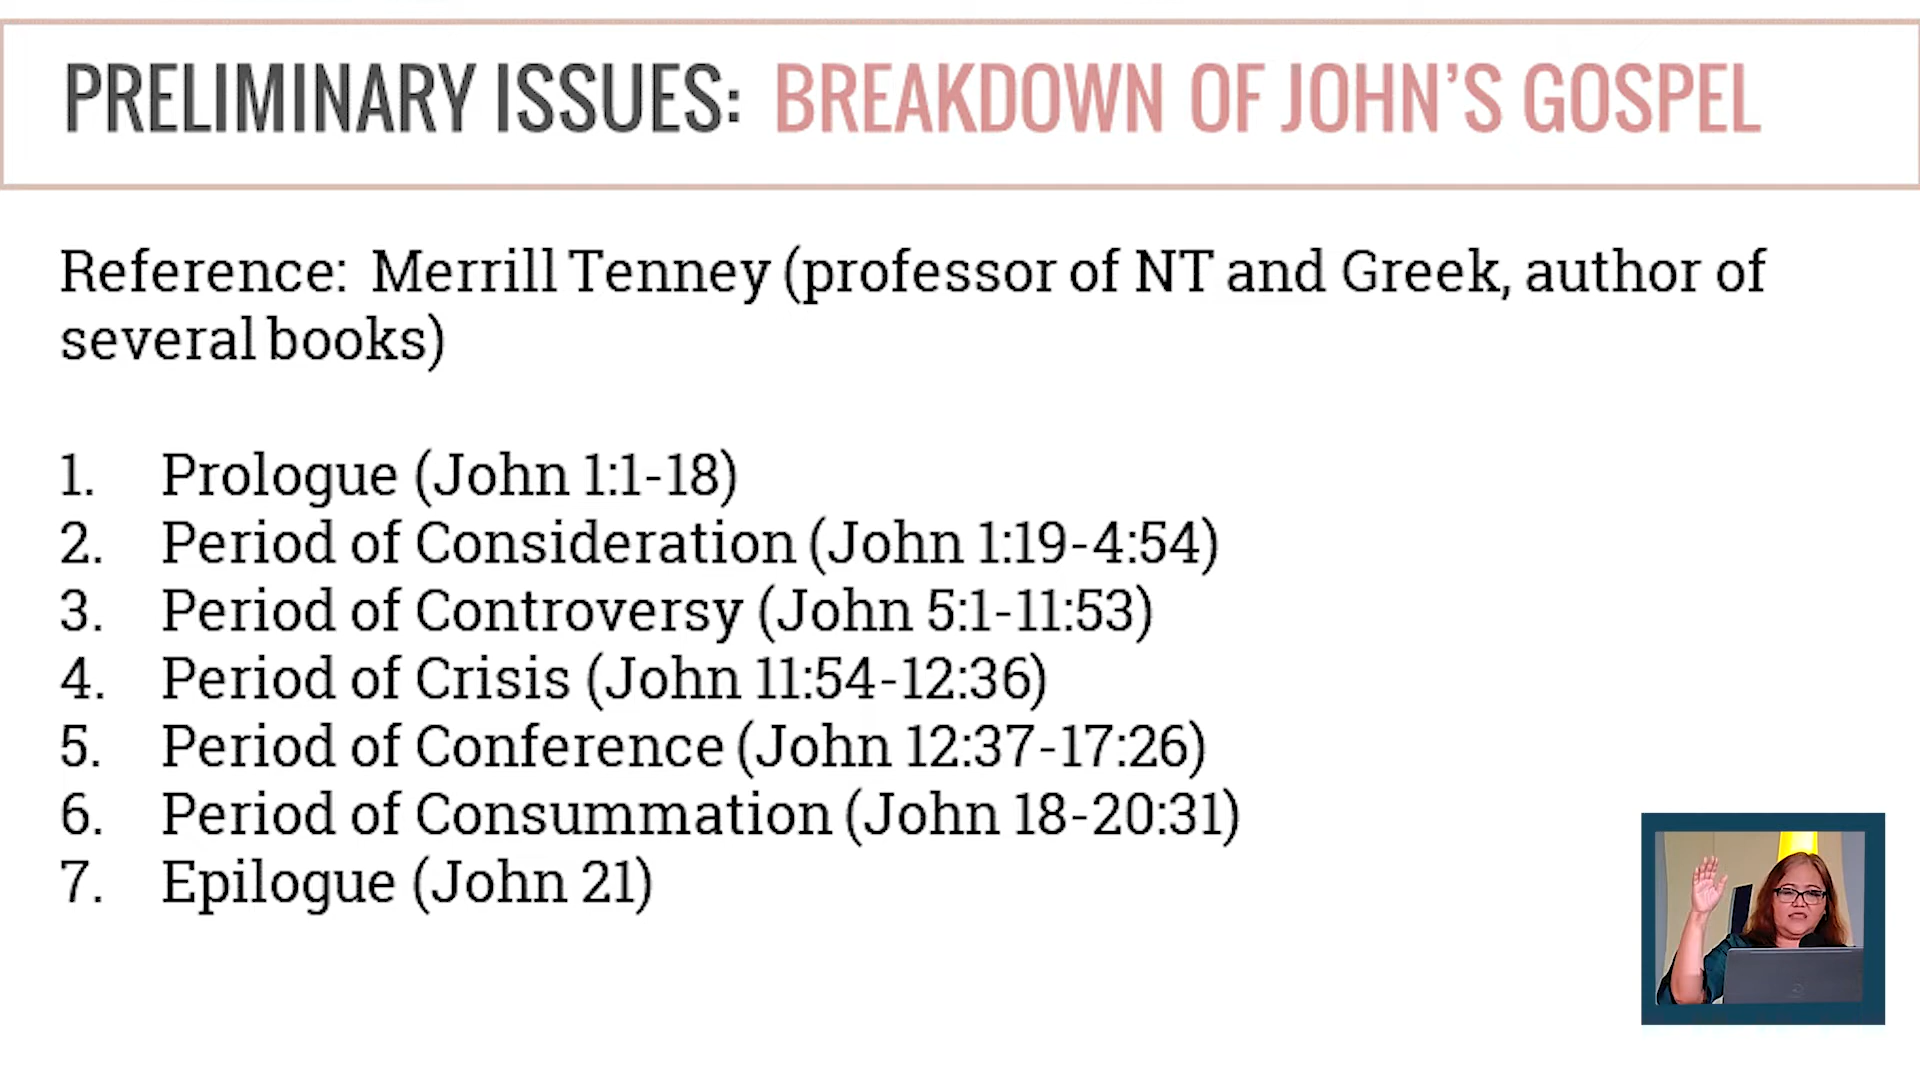 PRELIMINARY ISSUES: BREAKDOWN OF JOHN'S GOSPEL
Reference: Merrill Tenney (professor of NT and Greek, author of
several books)
1. Prologue (John 1:1-18)
2. Period of Consideration (John 1:19-4:54)
3. Period of Controversy (John 5:1-11:53)
4. Period of Crisis (John 11:54-12:36)
5. Period of Conference (John 12:37-17:26)
6. Period of Consummation (John 18-20:31)
7. Epilogue (John 21)